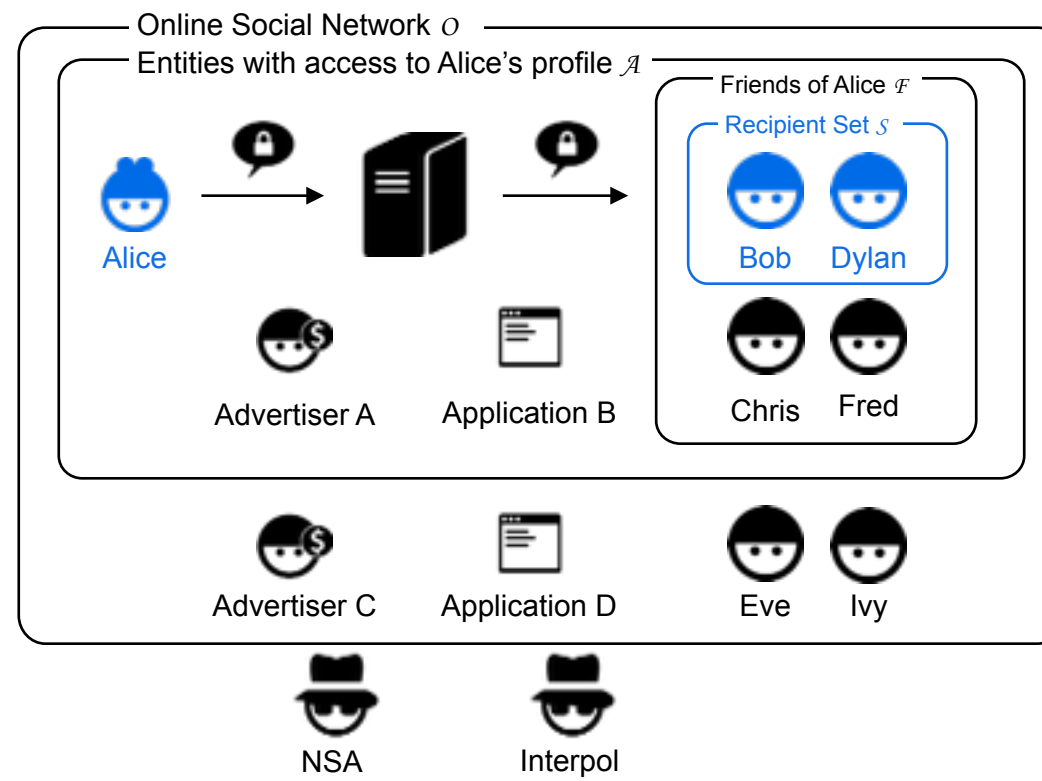 Online Social Network O
Entities with access to Alice's profile A
Friends of Alice F
Recipient Set S
Alice
Bob Dylan
$
Advertiser A Application B Chris Fred
$
Advertiser C Application D Eve Ivy
NSA Interpol